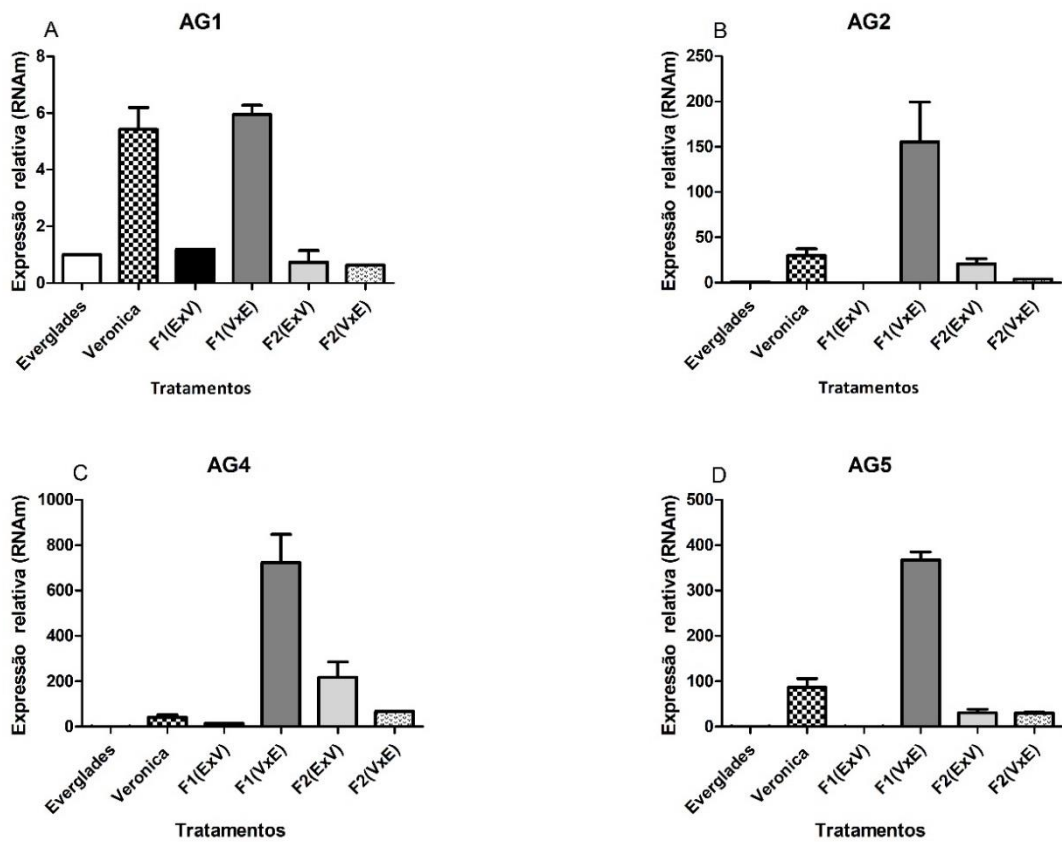 A
AG1
Expressão relativa (RNAm)
8
6
4
2
0
Everglades
Veronica
F1(ExV)
F1(VxE)
F2(ExV)
F2(VxE)
Tratamentos
B
AG2
Expressão relativa (RNAm)
250
200
150
100
50
0
Everglades
Veronica
F1(ExV)
F1(VxE)
F2(ExV)
F2(VxE)
Tratamentos
C
AG4
Expressão relativa (RNAm)
1000
800
600
400
200
0
Everglades
Veronica
F1(ExV)
F1(VxE)
F2(ExV)
F2(VxE)
Tratamentos
D
AG5
Expressão relativa (RNAm)
500
400
300
200
100
0
Everglades
Veronica
F1(ExV)
F1(VxE)
F2(ExV)
F2(VxE)
Tratamentos